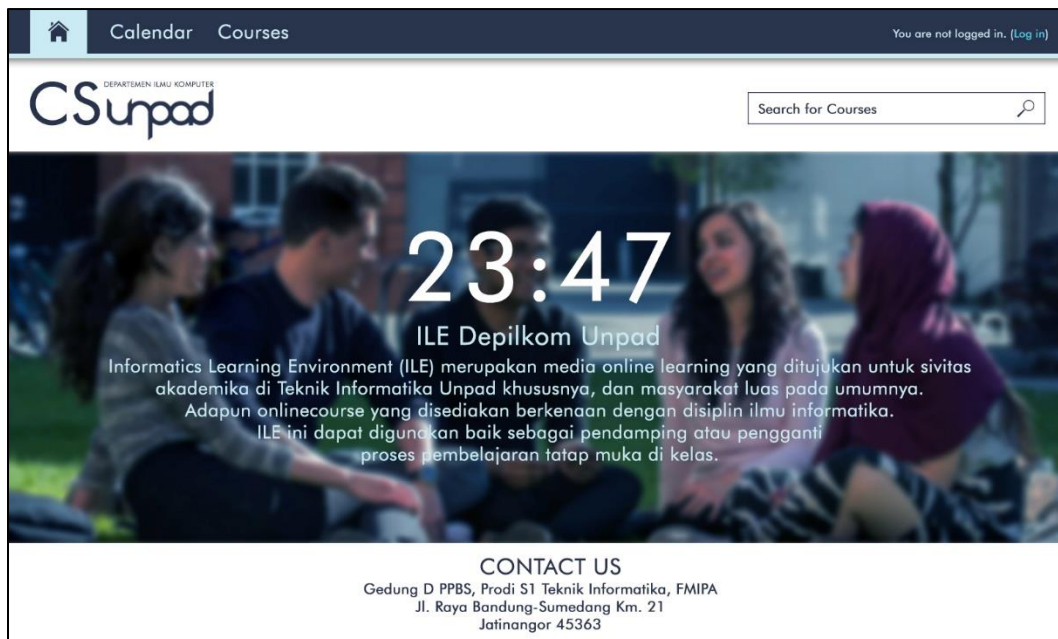 Calendar Courses
You are not logged in. (Log in)
DEPARTEMEN ILMU KOMPUTER
CSunpad
Search for Courses
23:47
ILE Depilkom Unpad
Informatics Learning Environment (ILE) merupakan media online learning yang ditujukan untuk sivitas
akademika di Teknik Informatika Unpad khususnya, dan masyarakat luas pada umumnya.
Adapun onlinecourse yang disediakan berkenaan dengan disiplin ilmu informatika.
ILE ini dapat digunakan baik sebagai pendamping atau pengganti
proses pembelajaran tatap muka di kelas.
CONTACT US
Gedung D PPBS, Prodi S1 Teknik Informatika, FMIPA
Jl. Raya Bandung-Sumedang Km. 21
Jatinangor 45363